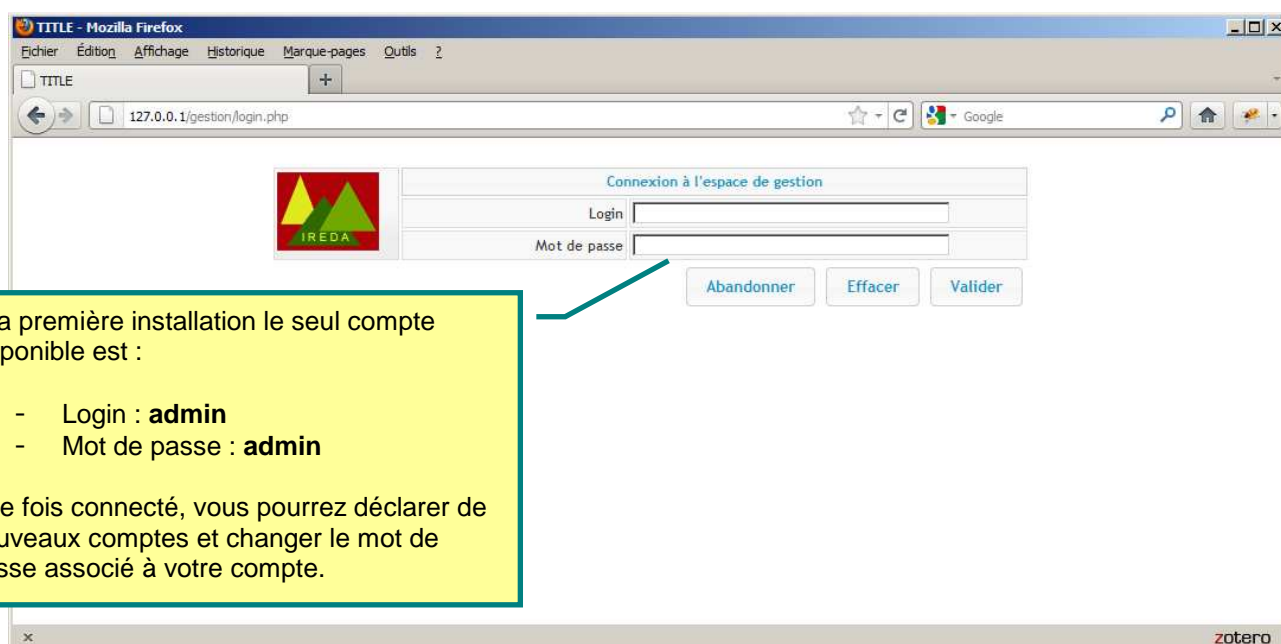 TITLE - Mozilla Firefox
Fichier Édition Affichage Historique Marque-pages Outils ?
TITLE +
127.0.0.1/gestion/login.php Google
Connexion à l'espace de gestion
IREDA
Login
Mot de passe
Abandonner Effacer Valider
a première installation le seul compte
ponible est :
- Login : admin
- Mot de passe : admin
e fois connecté, vous pourrez déclarer de
uveaux comptes et changer le mot de
sse associé à votre compte.
x zotero